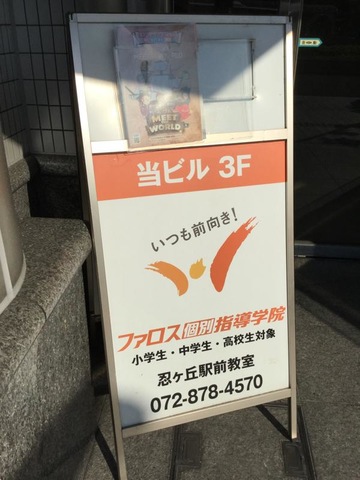 MEET
WORLD
当ビル 3F
いつも前向き!
ファロス個別指導学院
小学生・中学生・高校生対象
忍ヶ丘駅前教室
072-878-4570